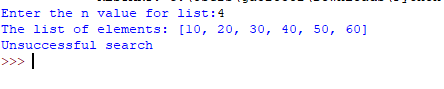 Enter the n value for list:4
The list of elements: [10, 20, 30, 40, 50, 60]
Unsuccessful search
>>>